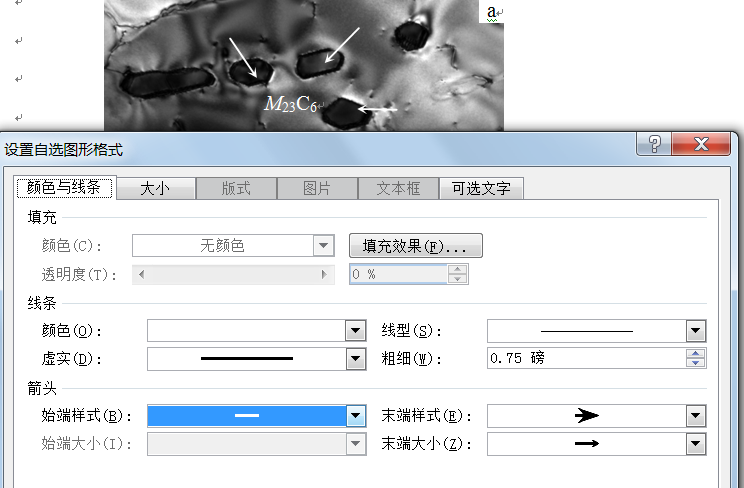 a
M23C6
设置自选图形格式
颜色与线条 大小 版式 图片 文本框 可选文字
填充
颜色(C): 无颜色 填充效果(F)...
透明度(T): 0 %
线条
颜色(O): 线型(S):
虚实(D): 粗细(W): 0.75 磅
箭头
始端样式(B): 末端样式(E):
始端大小(I): 末端大小(Z):